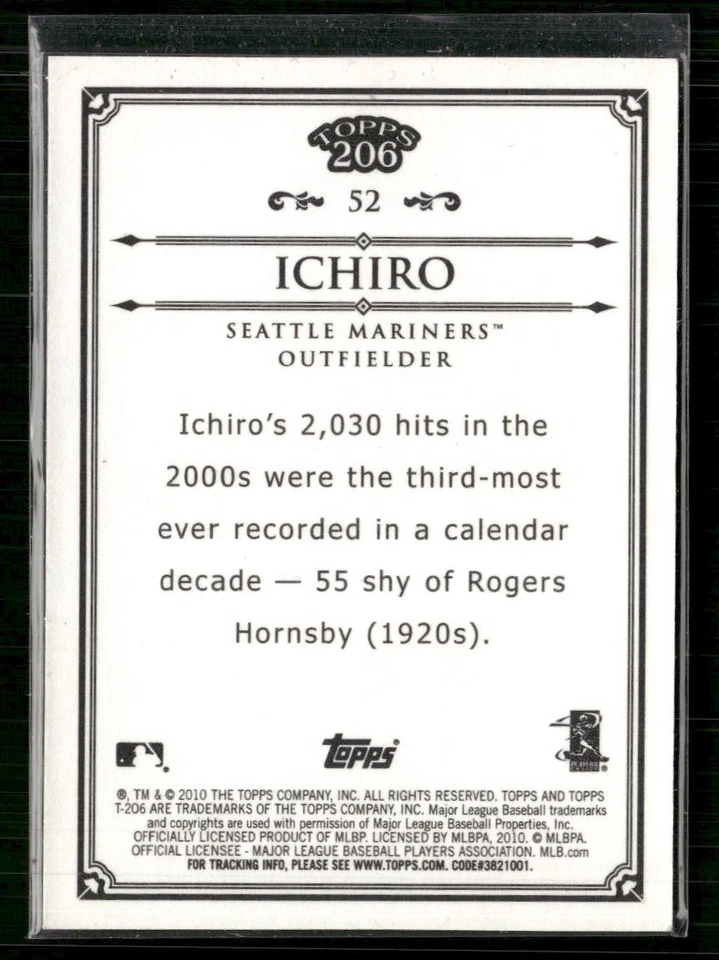 TOPPS
206
52
ICHIRO
SEATTLE MARINERS™
OUTFIELDER
Ichiro's 2,030 hits in the
2000s were the third-most
ever recorded in a calendar
decade — 55 shy of Rogers
Hornsby (1920s).
topps®
PLAYERS
CHOICE ®
®, TM & © 2010 THE TOPPS COMPANY, INC. ALL RIGHTS RESERVED. TOPPS AND TOPPS
T-206 ARE TRADEMARKS OF THE TOPPS COMPANY, INC. Major League Baseball trademarks
and copyrights are used with permission of Major League Baseball Properties, Inc.
OFFICIALLY LICENSED PRODUCT OF MLBP. LICENSED BY MLBPA, 2010. © MLBPA.
OFFICIAL LICENSEE - MAJOR LEAGUE BASEBALL PLAYERS ASSOCIATION. MLB.com
FOR TRACKING INFO, PLEASE SEE WWW.TOPPS.COM. CODE#3821001.